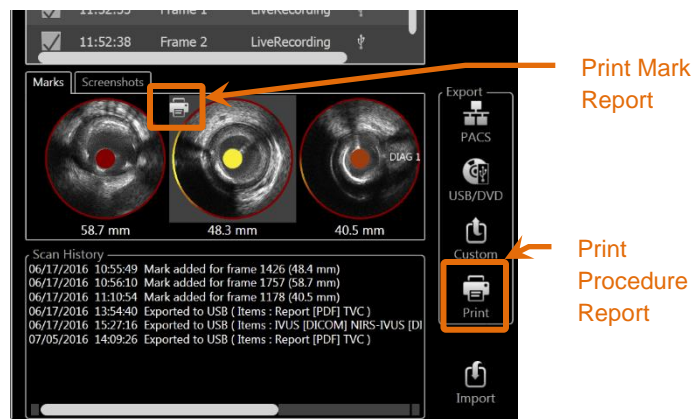 11:52:38 Frame 2 LiveRecording
Marks Screenshots
DIAG 1
58.7 mm 48.3 mm 40.5 mm
Scan History
06/17/2016 10:55:49 Mark added for frame 1426 (48.4 mm)
06/17/2016 10:56:10 Mark added for frame 1757 (58.7 mm)
06/17/2016 11:10:54 Mark added for frame 1178 (40.5 mm)
06/17/2016 13:54:40 Exported to USB ( Items : Report [PDF] TVC )
06/17/2016 15:27:16 Exported to USB ( Items : IVUS [DICOM] NIRS-IVUS [DI
07/05/2016 14:09:26 Exported to USB ( Items : Report [PDF] TVC )
Export
PACS
USB/DVD
Custom
Print
Import
Print Mark
Report
Print
Procedure
Report